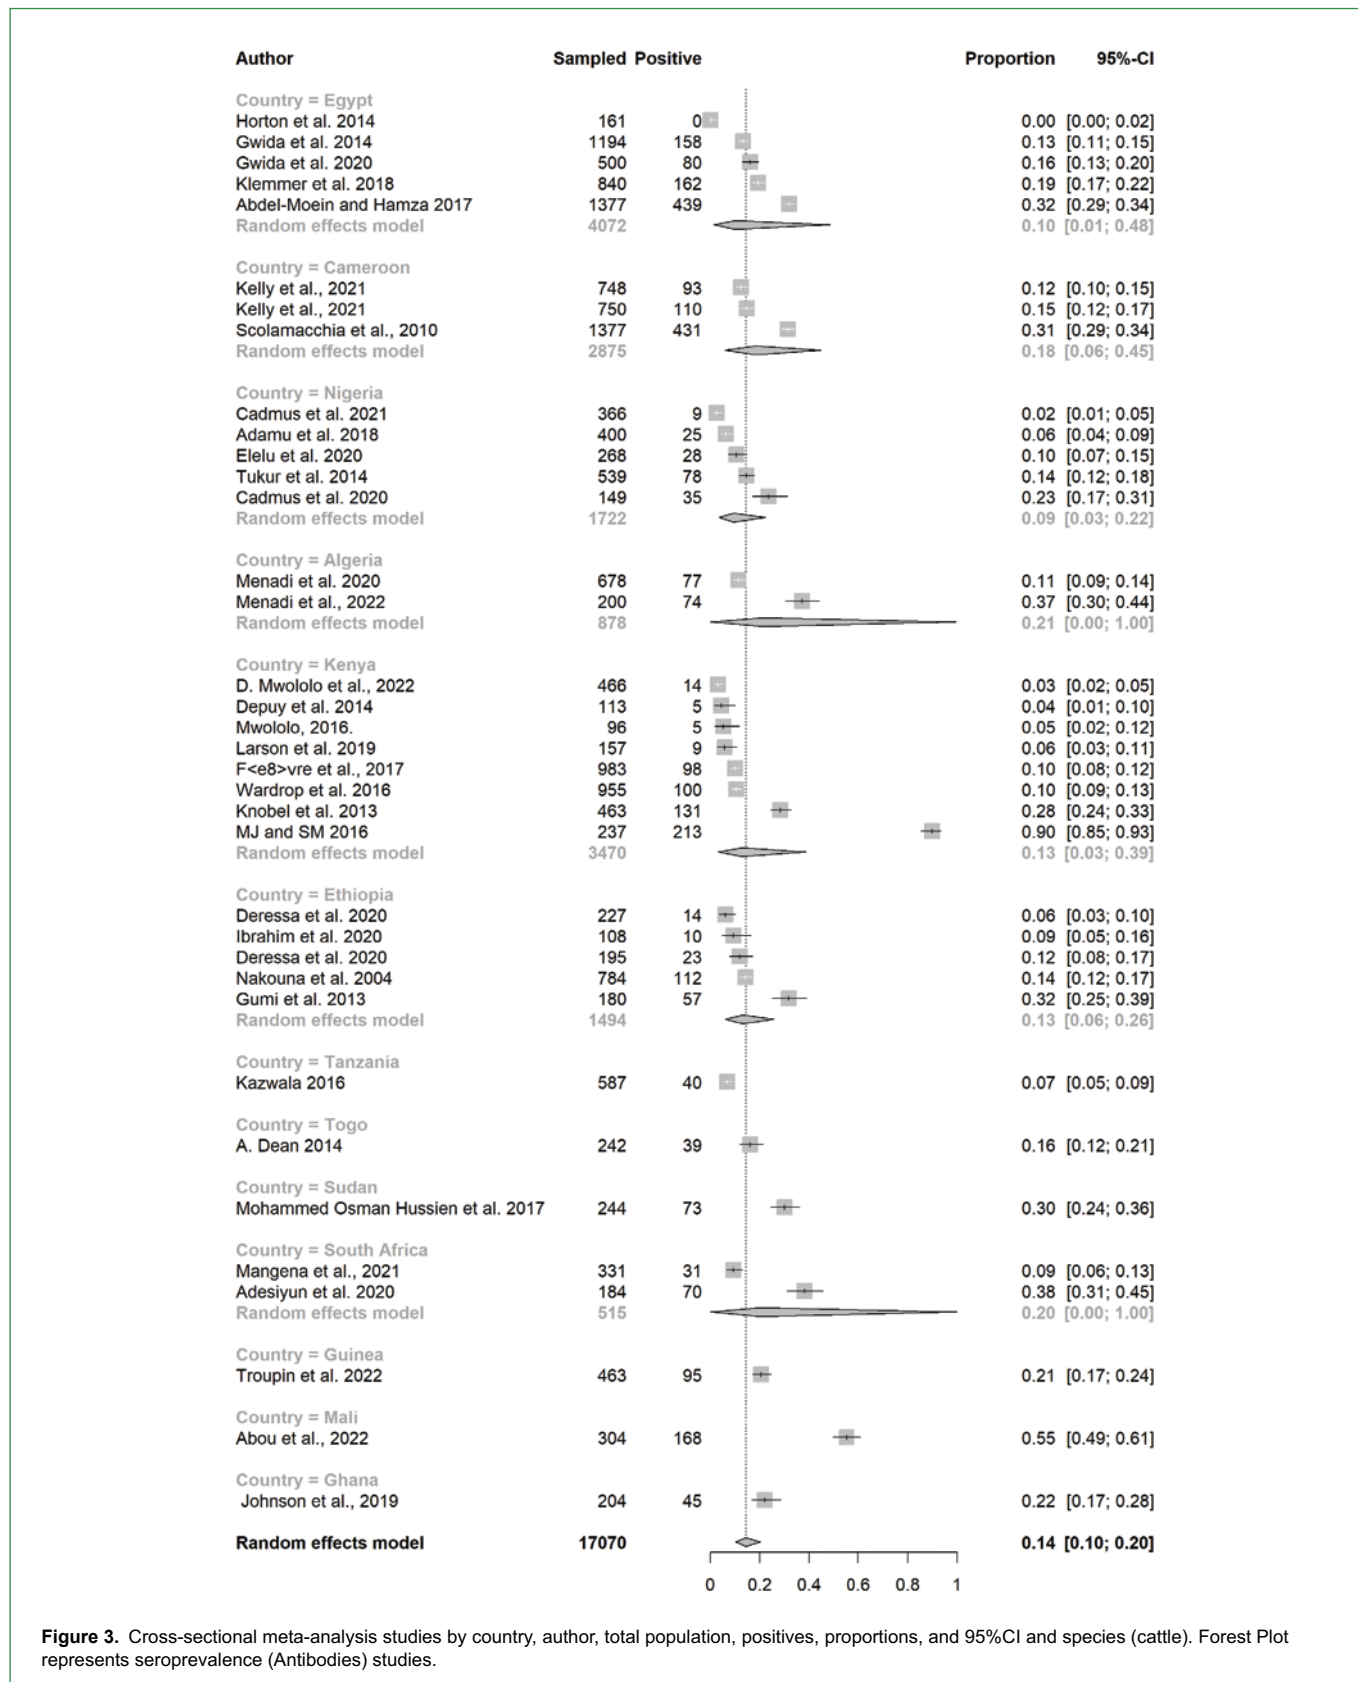 Author Sampled Positive Proportion 95%-CI
Country = Egypt
Horton et al. 2014 161 0 0.00 [0.00; 0.02]
Gwida et al. 2014 1194 158 0.13 [0.11; 0.15]
Gwida et al. 2020 500 80 0.16 [0.13; 0.20]
Klemmer et al. 2018 840 162 0.19 [0.17; 0.22]
Abdel-Moein and Hamza 2017 1377 439 0.32 [0.29; 0.34]
Random effects model 4072 0.10 [0.01; 0.48]
Country = Cameroon
Kelly et al., 2021 748 93 0.12 [0.10; 0.15]
Kelly et al., 2021 750 110 0.15 [0.12; 0.17]
Scolamacchia et al., 2010 1377 431 0.31 [0.29; 0.34]
Random effects model 2875 0.18 [0.06; 0.45]
Country = Nigeria
Cadmus et al. 2021 366 9 0.02 [0.01; 0.05]
Adamu et al. 2018 400 25 0.06 [0.04; 0.09]
Elelu et al. 2020 268 28 0.10 [0.07; 0.15]
Tukur et al. 2014 539 78 0.14 [0.12; 0.18]
Cadmus et al. 2020 149 35 0.23 [0.17; 0.31]
Random effects model 1722 0.09 [0.03; 0.22]
Country = Algeria
Menadi et al. 2020 678 77 0.11 [0.09; 0.14]
Menadi et al., 2022 200 74 0.37 [0.30; 0.44]
Random effects model 878 0.21 [0.00; 1.00]
Country = Kenya
D. Mwololo et al., 2022 466 14 0.03 [0.02; 0.05]
Depuy et al. 2014 113 5 0.04 [0.01; 0.10]
Mwololo, 2016. 96 5 0.05 [0.02; 0.12]
Larson et al. 2019 157 9 0.06 [0.03; 0.11]
F<e8>vre et al., 2017 983 98 0.10 [0.08; 0.12]
Wardrop et al. 2016 955 100 0.10 [0.09; 0.13]
Knobel et al. 2013 463 131 0.28 [0.24; 0.33]
MJ and SM 2016 237 213 0.90 [0.85; 0.93]
Random effects model 3470 0.13 [0.03; 0.39]
Country = Ethiopia
Deressa et al. 2020 227 14 0.06 [0.03; 0.10]
Ibrahim et al. 2020 108 10 0.09 [0.05; 0.16]
Deressa et al. 2020 195 23 0.12 [0.08; 0.17]
Nakouna et al. 2004 784 112 0.14 [0.12; 0.17]
Gumi et al. 2013 180 57 0.32 [0.25; 0.39]
Random effects model 1494 0.13 [0.06; 0.26]
Country = Tanzania
Kazwala 2016 587 40 0.07 [0.05; 0.09]
Country = Togo
A. Dean 2014 242 39 0.16 [0.12; 0.21]
Country = Sudan
Mohammed Osman Hussien et al. 2017 244 73 0.30 [0.24; 0.36]
Country = South Africa
Mangena et al., 2021 331 31 0.09 [0.06; 0.13]
Adesiyun et al. 2020 184 70 0.38 [0.31; 0.45]
Random effects model 515 0.20 [0.00; 1.00]
Country = Guinea
Troupin et al. 2022 463 95 0.21 [0.17; 0.24]
Country = Mali
Abou et al., 2022 304 168 0.55 [0.49; 0.61]
Country = Ghana
Johnson et al., 2019 204 45 0.22 [0.17; 0.28]
Random effects model 17070 0.14 [0.10; 0.20]
0 0.2 0.4 0.6 0.8 1
Figure 3. Cross-sectional meta-analysis studies by country, author, total population, positives, proportions, and 95%CI and species (cattle). Forest Plot
represents seroprevalence (Antibodies) studies.